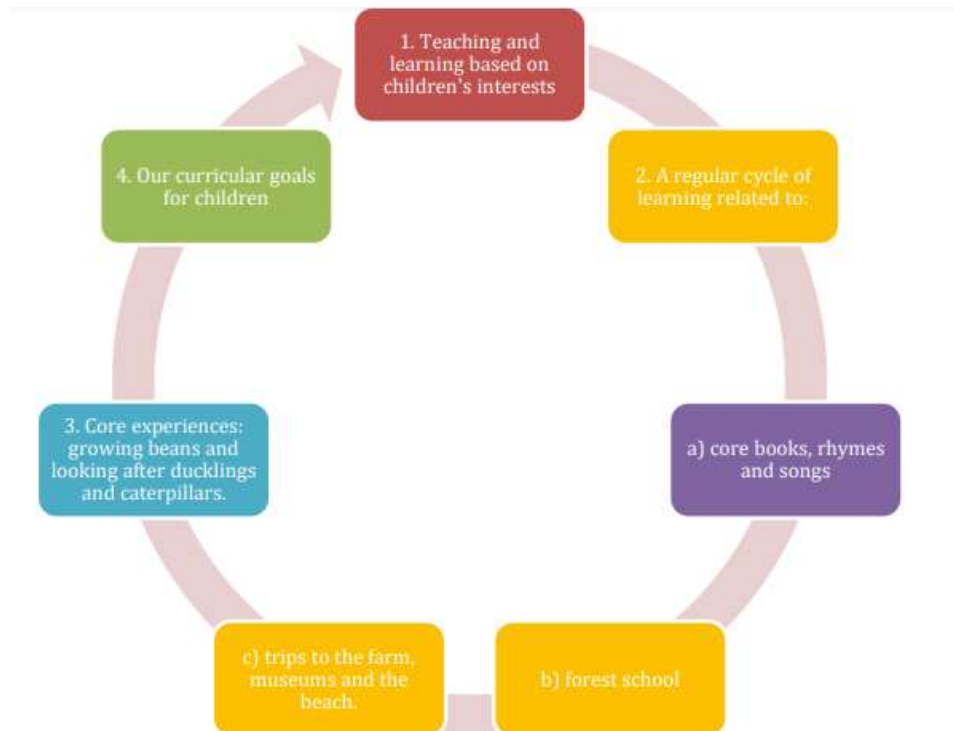 1. Teaching and
learning based on
children's interests
2. A regular cycle of
learning related to:
a) core books, rhymes
and songs
b) forest school
c) trips to the farm,
museums and the
beach.
3. Core experiences:
growing beans and
looking after ducklings
and caterpillars.
4. Our curricular goals
for children